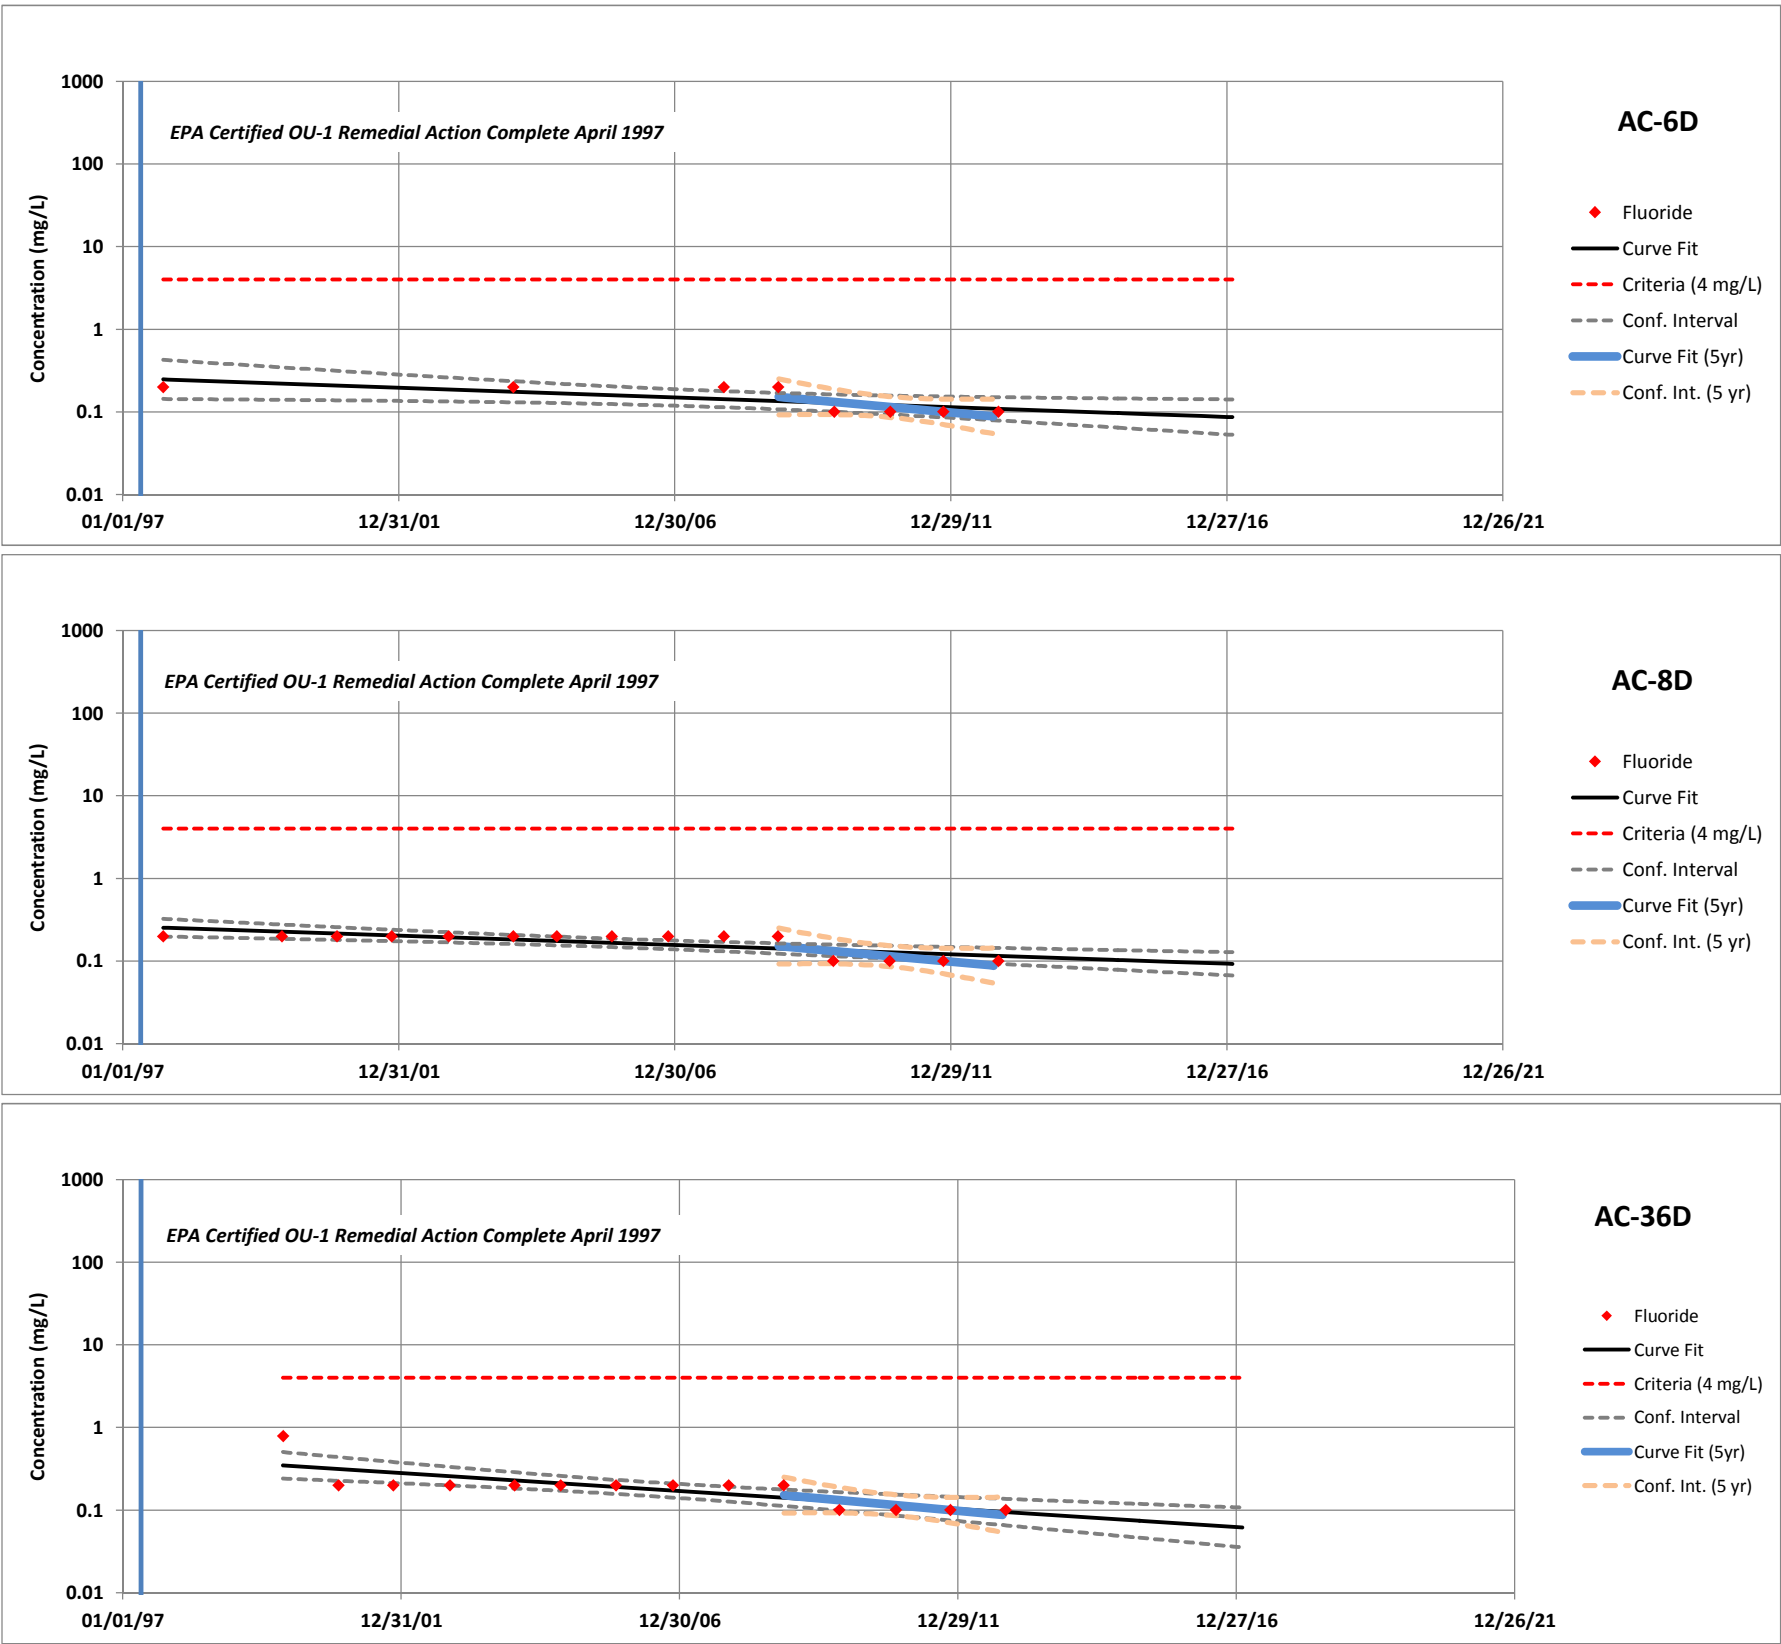 AC-6D
EPA Certified OU-1 Remedial Action Complete April 1997
Concentration (mg/L)
1000
100
10
1
0.1
0.01
01/01/97 12/31/01 12/30/06 12/29/11 12/27/16 12/26/21
Fluoride
Curve Fit
Criteria (4 mg/L)
Conf. Interval
Curve Fit (5yr)
Conf. Int. (5 yr)
AC-8D
EPA Certified OU-1 Remedial Action Complete April 1997
Concentration (mg/L)
1000
100
10
1
0.1
0.01
01/01/97 12/31/01 12/30/06 12/29/11 12/27/16 12/26/21
Fluoride
Curve Fit
Criteria (4 mg/L)
Conf. Interval
Curve Fit (5yr)
Conf. Int. (5 yr)
AC-36D
EPA Certified OU-1 Remedial Action Complete April 1997
Concentration (mg/L)
1000
100
10
1
0.1
0.01
01/01/97 12/31/01 12/30/06 12/29/11 12/27/16 12/26/21
Fluoride
Curve Fit
Criteria (4 mg/L)
Conf. Interval
Curve Fit (5yr)
Conf. Int. (5 yr)